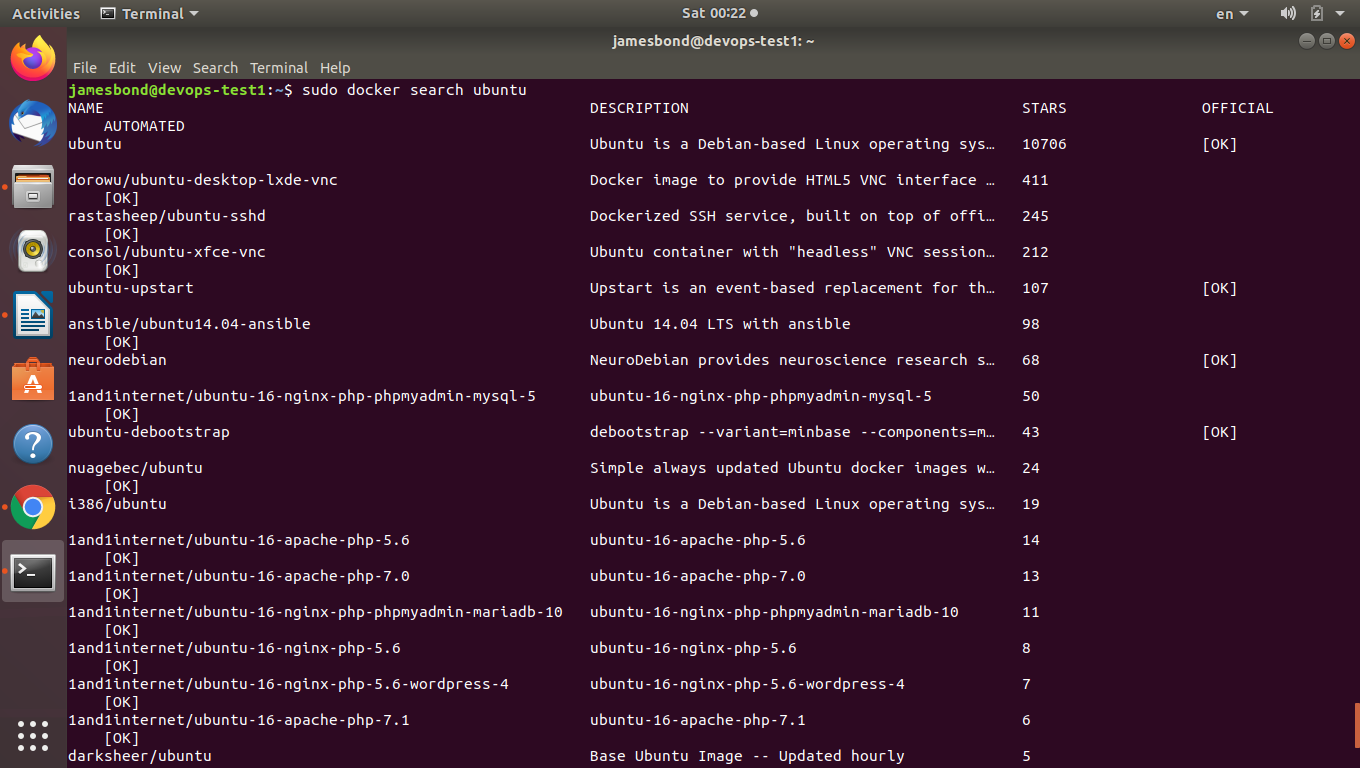 Activities Terminal Sat 00:22 en
jamesbond@devops-test1: ~
File Edit View Search Terminal Help
jamesbond@devops-test1:~$ sudo docker search ubuntu
NAME DESCRIPTION STARS OFFICIAL
AUTOMATED
ubuntu Ubuntu is a Debian-based Linux operating sys… 10706 [OK]
dorowu/ubuntu-desktop-lxde-vnc Docker image to provide HTML5 VNC interface … 411
[OK]
rastasheep/ubuntu-sshd Dockerized SSH service, built on top of offi… 245
[OK]
consol/ubuntu-xfce-vnc Ubuntu container with "headless" VNC session… 212
[OK]
ubuntu-upstart Upstart is an event-based replacement for th… 107 [OK]
ansible/ubuntu14.04-ansible Ubuntu 14.04 LTS with ansible 98
[OK]
neurodebian NeuroDebian provides neuroscience research s… 68 [OK]
1and1internet/ubuntu-16-nginx-php-phpmyadmin-mysql-5 ubuntu-16-nginx-php-phpmyadmin-mysql-5 50
[OK]
ubuntu-debootstrap debootstrap --variant=minbase --components=m… 43 [OK]
nuagebec/ubuntu Simple always updated Ubuntu docker images w… 24
[OK]
i386/ubuntu Ubuntu is a Debian-based Linux operating sys… 19
1and1internet/ubuntu-16-apache-php-5.6 ubuntu-16-apache-php-5.6 14
[OK]
1and1internet/ubuntu-16-apache-php-7.0 ubuntu-16-apache-php-7.0 13
[OK]
1and1internet/ubuntu-16-nginx-php-phpmyadmin-mariadb-10 ubuntu-16-nginx-php-phpmyadmin-mariadb-10 11
[OK]
1and1internet/ubuntu-16-nginx-php-5.6 ubuntu-16-nginx-php-5.6 8
[OK]
1and1internet/ubuntu-16-nginx-php-5.6-wordpress-4 ubuntu-16-nginx-php-5.6-wordpress-4 7
[OK]
1and1internet/ubuntu-16-apache-php-7.1 ubuntu-16-apache-php-7.1 6
[OK]
darksheer/ubuntu Base Ubuntu Image -- Updated hourly 5